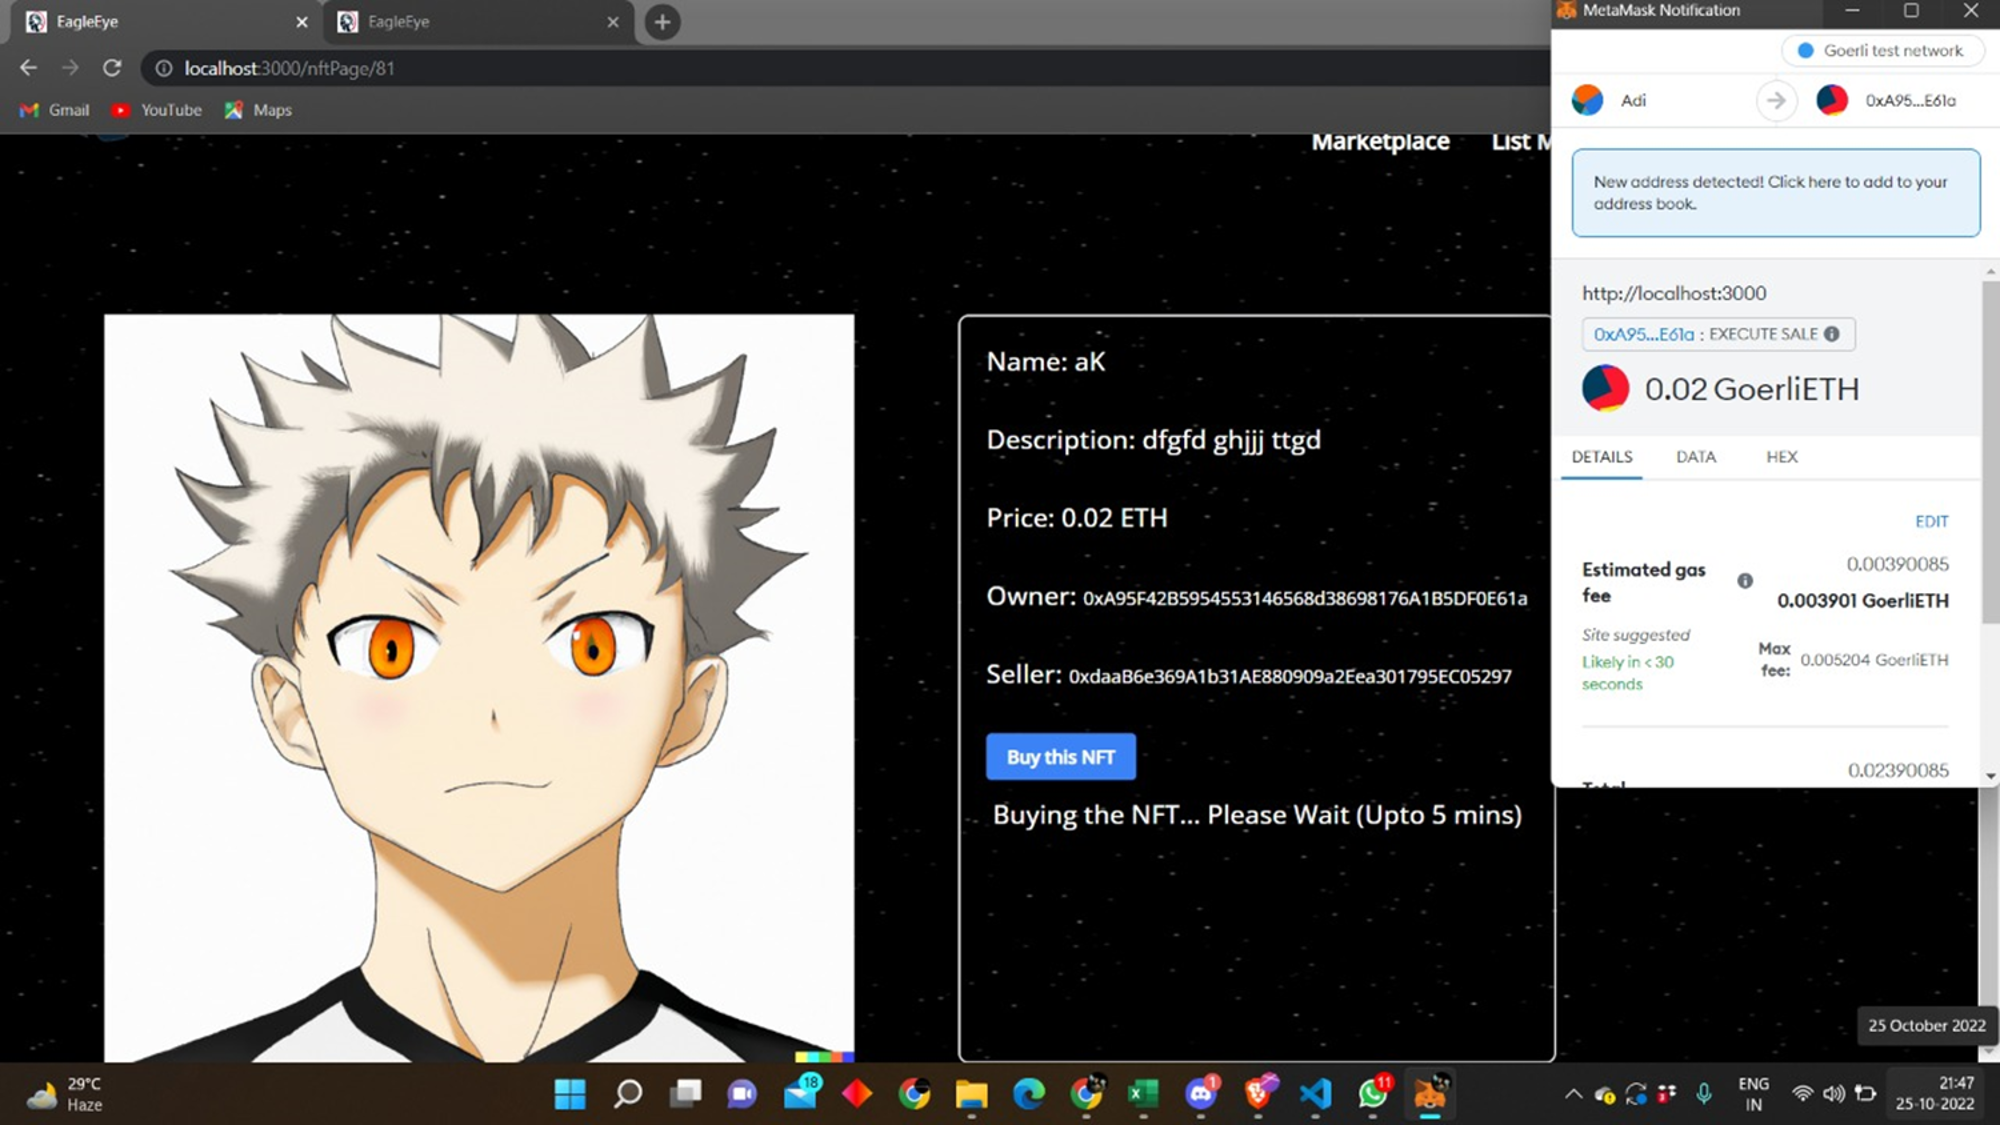 EagleEye
EagleEye
localhost:3000/nftPage/81
Gmail
YouTube
Maps
Marketplace
List M
Name: aK
Description: dfgfd ghjjj ttgd
Price: 0.02 ETH
Owner: 0xA95F42B5954553146568d38698176A1B5DF0E61a
Seller: 0xdaaB6e369A1b31AE880909a2Eea301795EC05297
Buy this NFT
Buying the NFT... Please Wait (Upto 5 mins)
MetaMask Notification
Goerli test network
Adi
0xA95...E61a
New address detected! Click here to add to your
address book.
http://localhost:3000
0xA95...E61a : EXECUTE SALE
0.02 GoerliETH
DETAILS
DATA
HEX
EDIT
Estimated gas
fee
0.00390085
0.003901 GoerliETH
Site suggested
Likely in < 30
seconds
Max
fee:
0.005204 GoerliETH
0.02390085
Total
25 October 2022
29°C
Haze
18
1
11
ENG
IN
21:47
25-10-2022